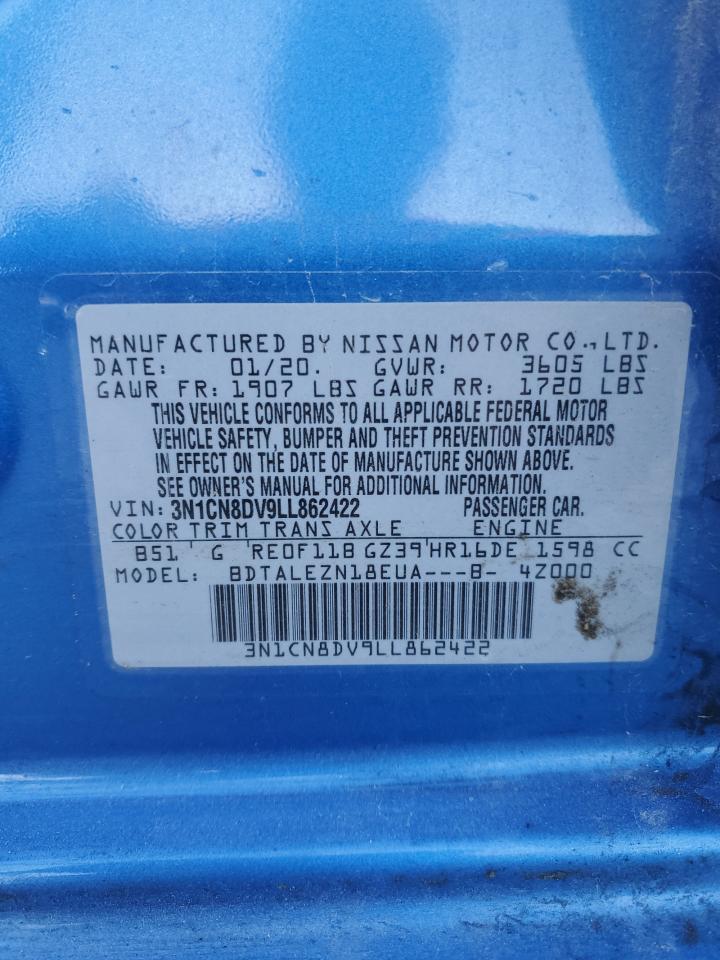 MANUFACTURED BY NISSAN MOTOR CO., LTD.
DATE: 01/20. GVWR: 3605 LBS
GAWR FR: 1907 LBS GAWR RR: 1720 LBS
THIS VEHICLE CONFORMS TO ALL APPLICABLE FEDERAL MOTOR
VEHICLE SAFETY, BUMPER AND THEFT PREVENTION STANDARDS
IN EFFECT ON THE DATE OF MANUFACTURE SHOWN ABOVE.
SEE OWNER'S MANUAL FOR ADDITIONAL INFORMATION.
VIN: 3N1CN8DV9LL862422 PASSENGER CAR.
COLOR TRIM TRANS AXLE ENGINE
B51 G RE0F11B GZ39 HR16DE 1598 CC
MODEL: BDTALEZN18EUA---B- 4Z000
3N1CN8DV9LL862422